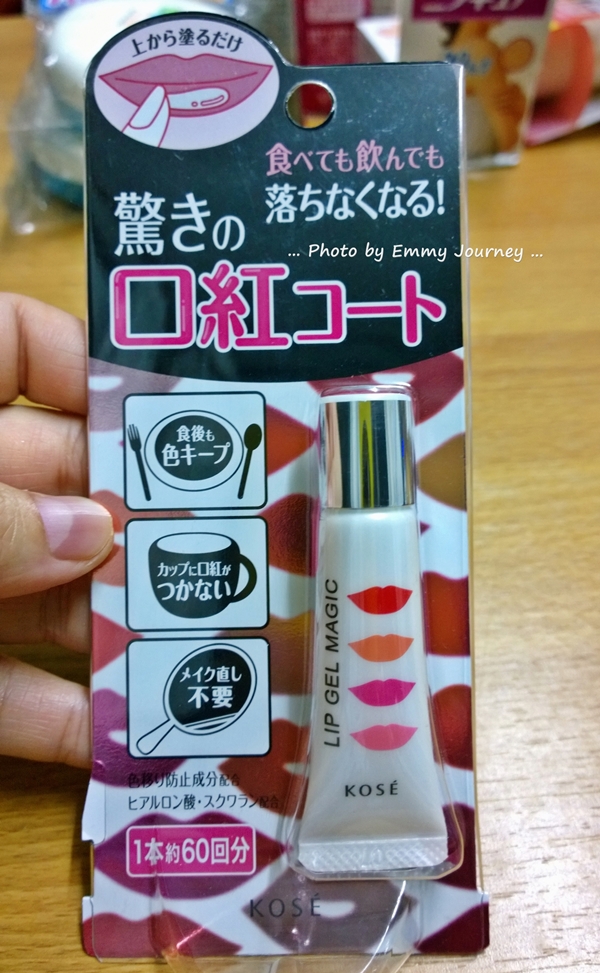 上から塗るだけ
食べても飲んでも
落ちなくなる!
驚きの
... Photo by Emmy Journey ...
口紅コート
食後も
色キープ
カップに口紅が
つかない
メイク直し
不要
LIP GEL MAGIC
KOSÉ
色移り防止成分配合
ヒアルロン酸・スクワラン配合
1本約60回分
KOSÉ